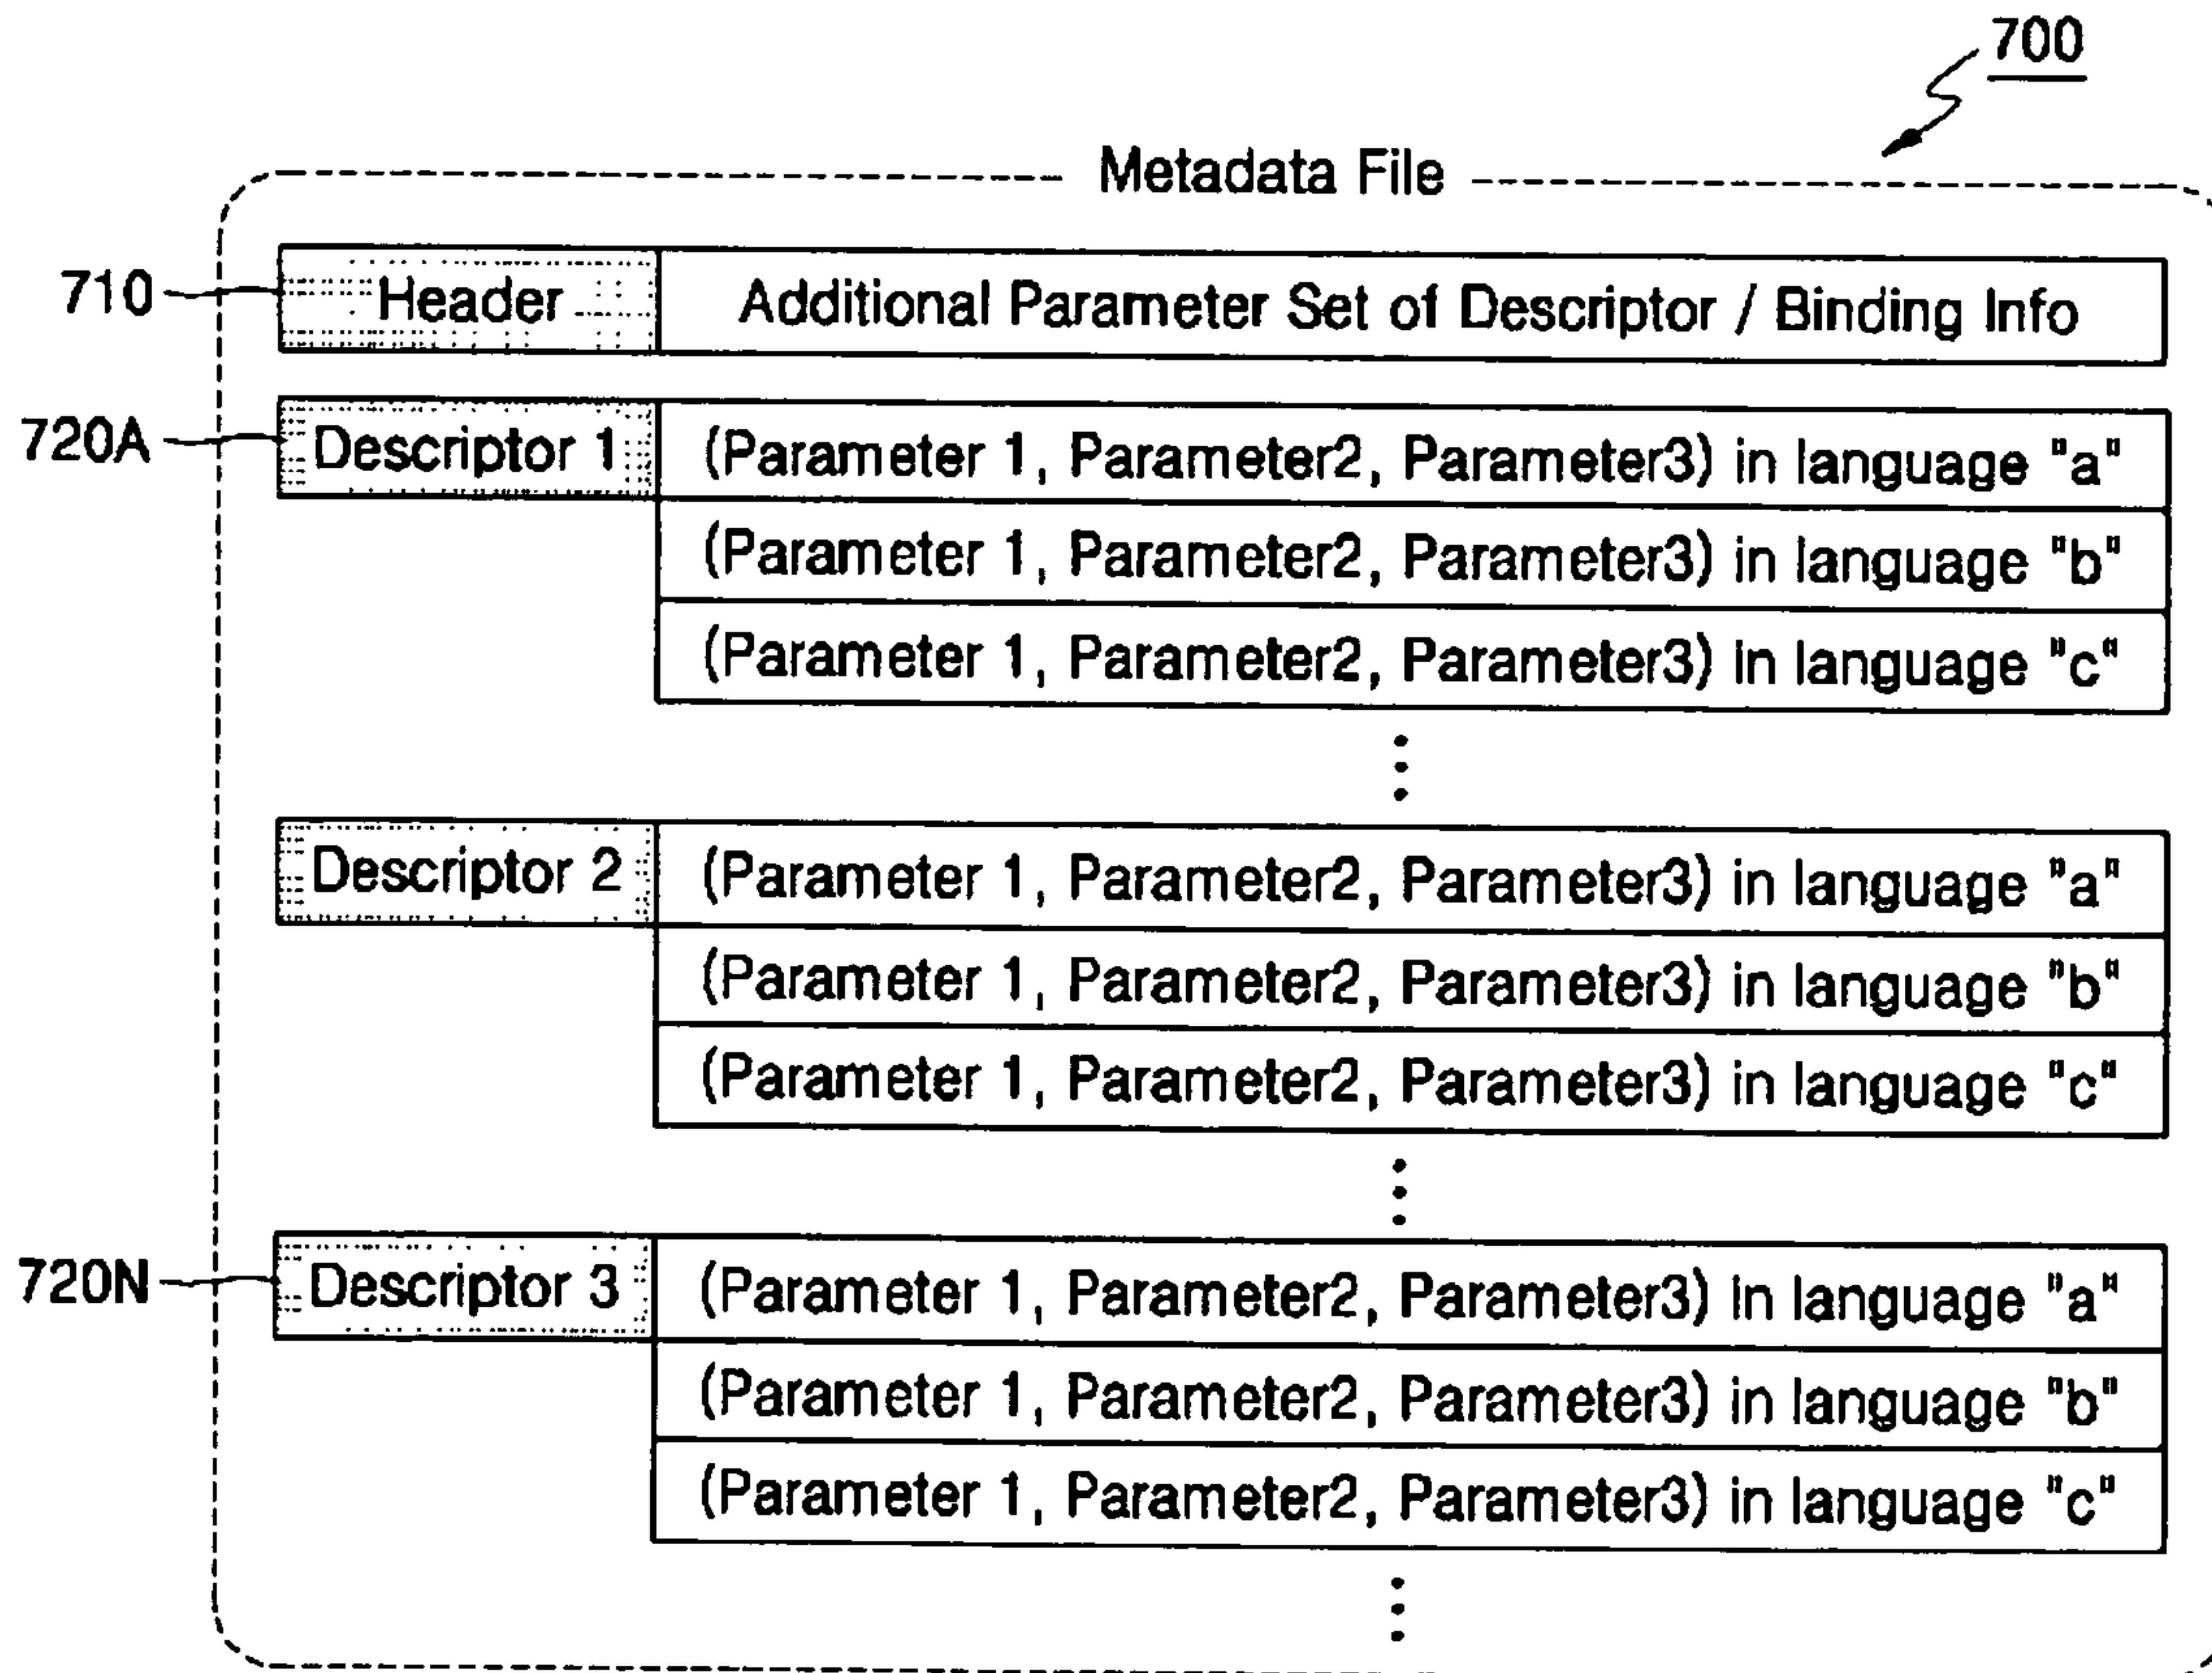 700
Metadata File
710 Header Additional Parameter Set of Descriptor / Binding Info
720A Descriptor 1 (Parameter 1, Parameter2, Parameter3) in language "a"
(Parameter 1, Parameter2, Parameter3) in language "b"
(Parameter 1, Parameter2, Parameter3) in language "c"
Descriptor 2 (Parameter 1, Parameter2, Parameter3) in language "a"
(Parameter 1, Parameter2, Parameter3) in language "b"
(Parameter 1, Parameter2, Parameter3) in language "c"
720N Descriptor 3 (Parameter 1, Parameter2, Parameter3) in language "a"
(Parameter 1, Parameter2, Parameter3) in language "b"
(Parameter 1, Parameter2, Parameter3) in language "c"